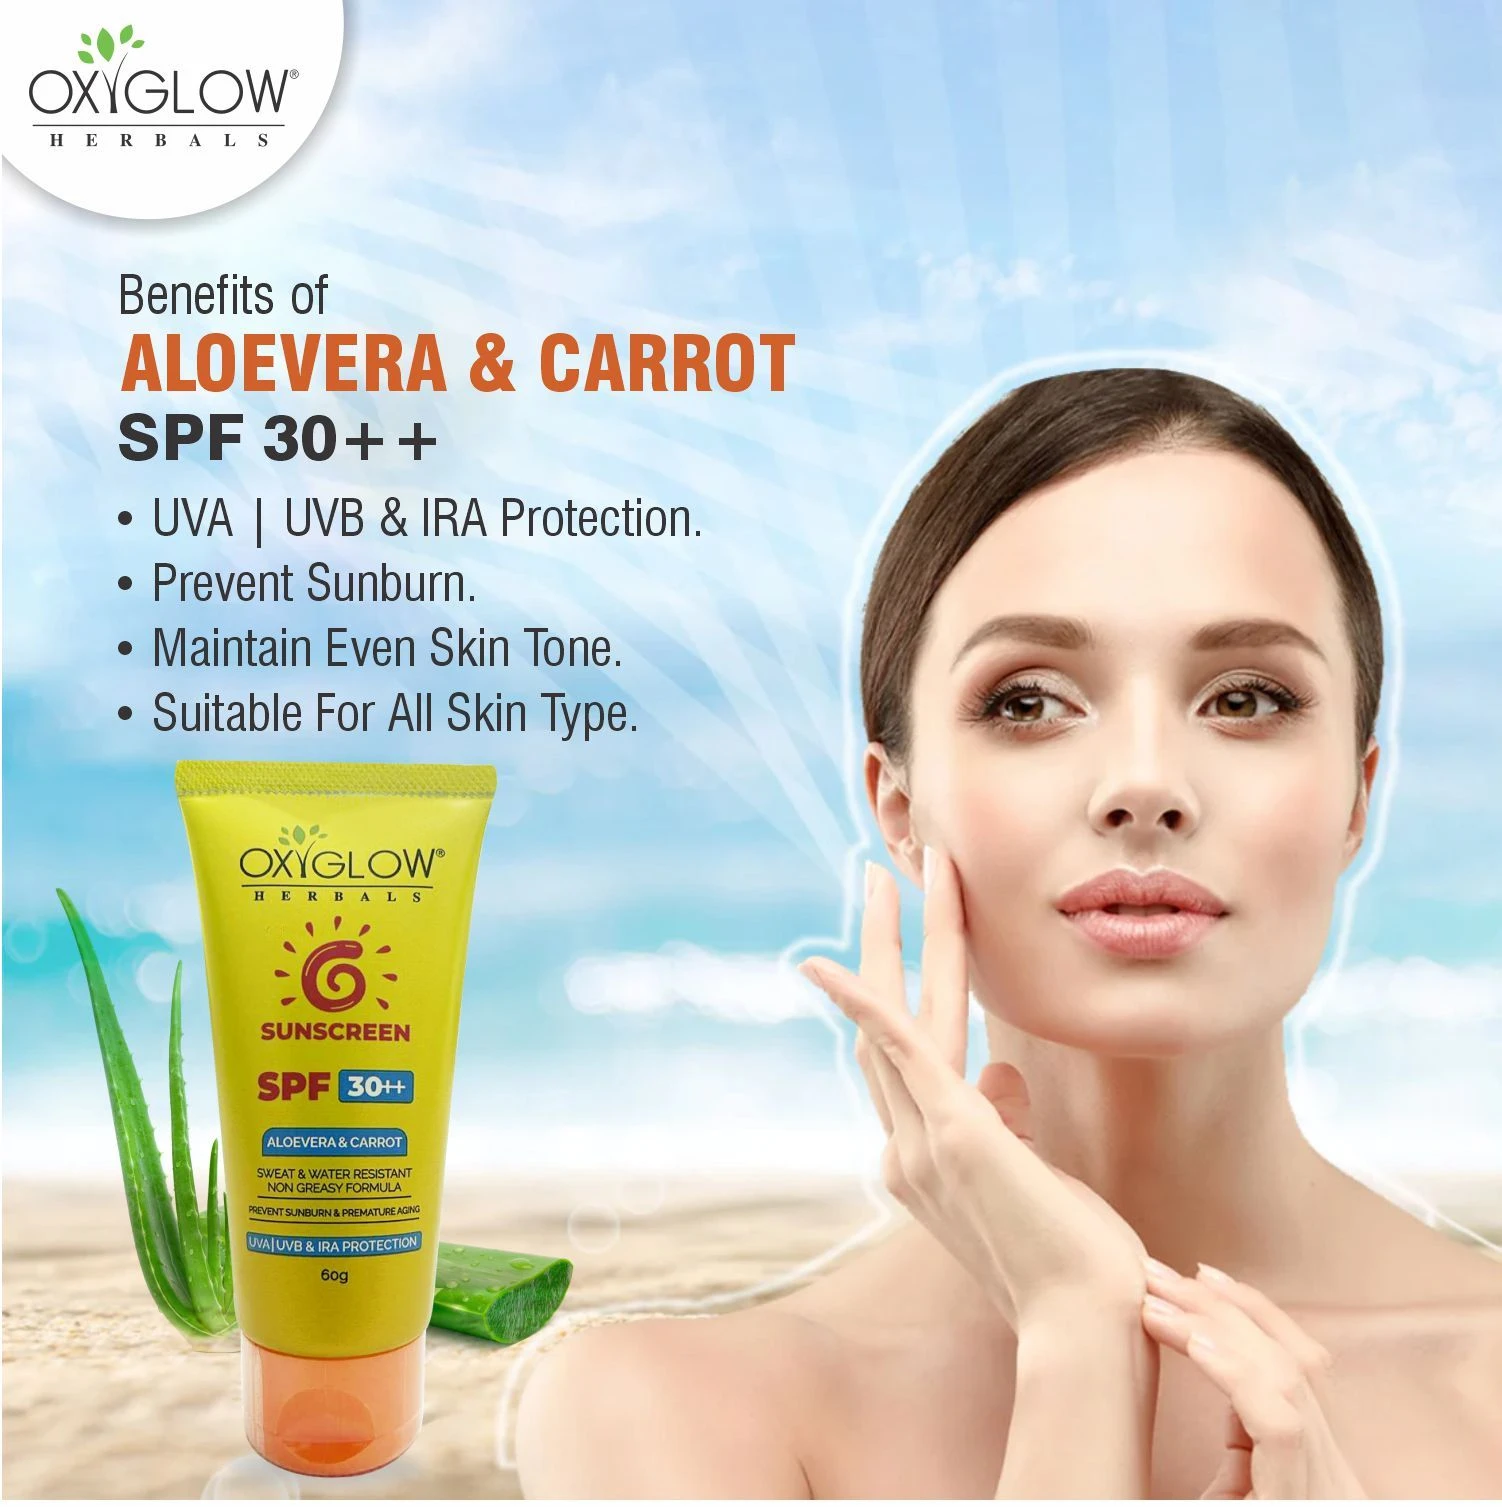 OXYGLOW®
HERBALS
Benefits of
ALOEVERA & CARROT
SPF 30++
• UVA | UVB & IRA Protection.
• Prevent Sunburn.
• Maintain Even Skin Tone.
• Suitable For All Skin Type.
OXYGLOW®
HERBALS
SUNSCREEN
SPF 30++
ALOEVERA & CARROT
SWEAT & WATER RESISTANT
NON GREASY FORMULA
PREVENT SUNBURN & PREMATURE AGING
UVA | UVB & IRA PROTECTION
60g